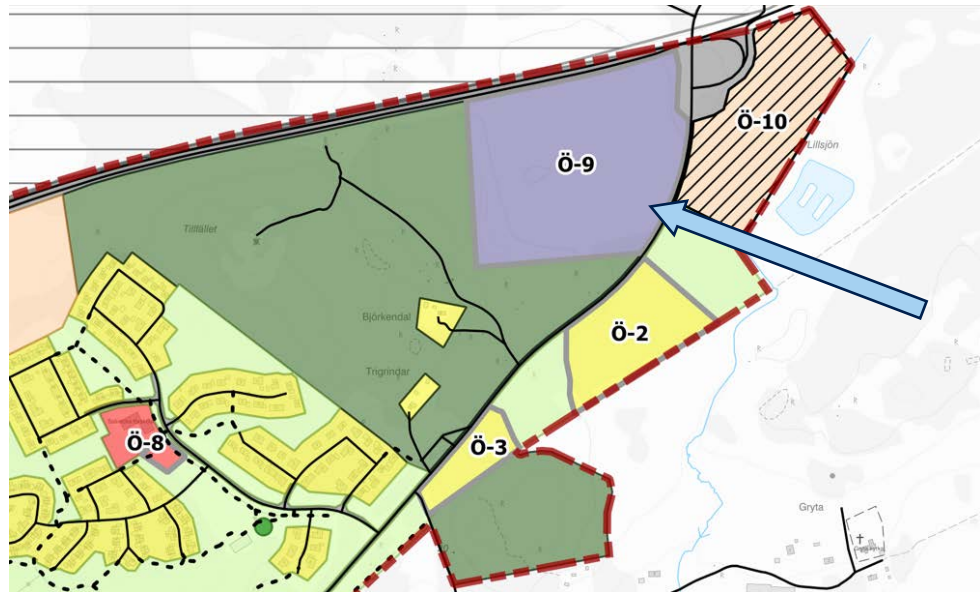 Ö-10
Lillsjön
Ö-9
Tillfället
Björkendal
Ö-2
Trigrindar
Ö-8
Ö-3
Gryta